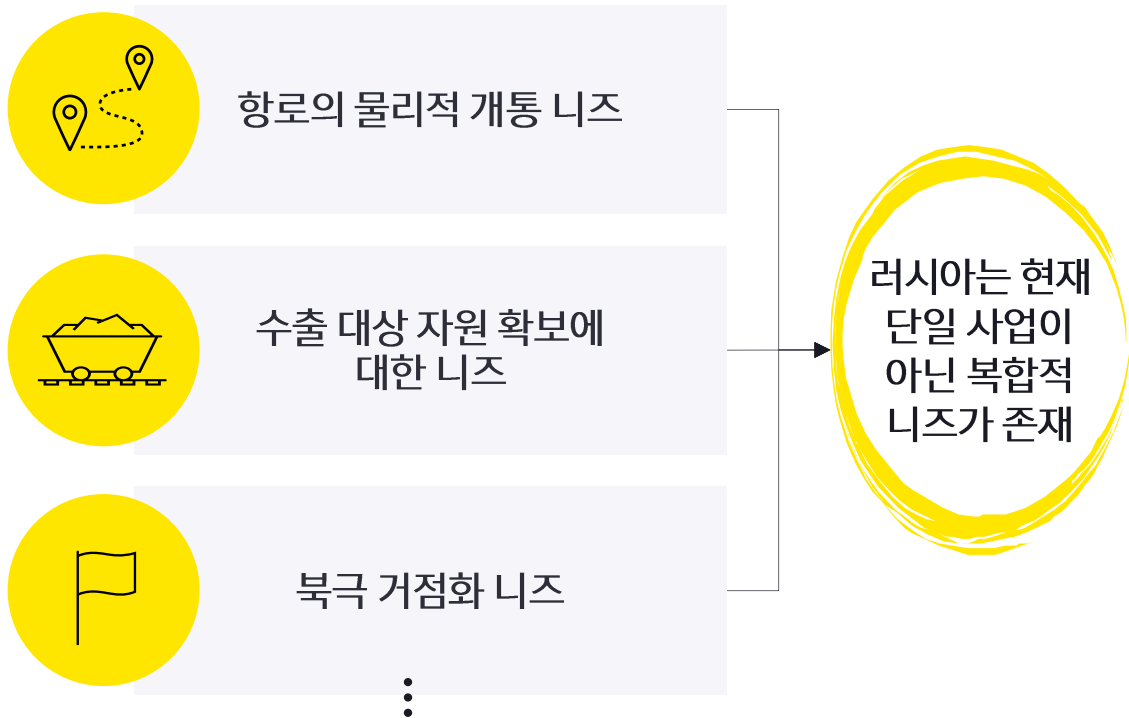 항로의 물리적 개통 니즈
수출 대상 자원 확보에
대한 니즈
북극 거점화 니즈
러시아는 현재
단일 사업이
아닌 복합적
니즈가 존재